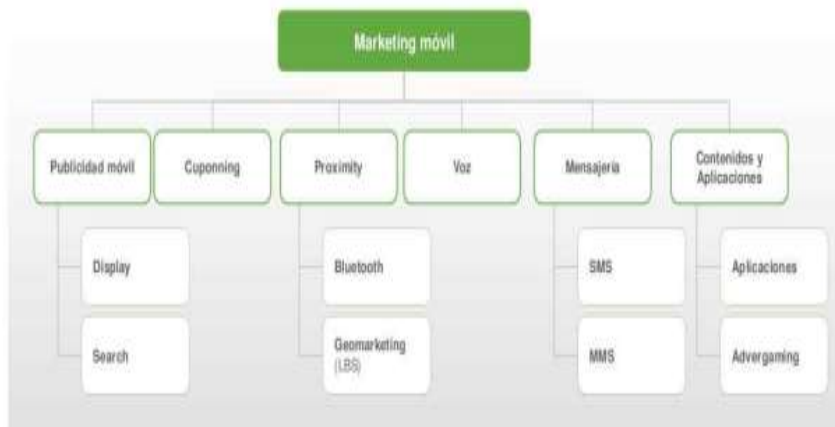 Marketing móvil
Publicidad móvil
Cuponning
Proximity
Voz
Mensajería
Contenidos y
Aplicaciones
Display
Bluetooth
SMS
Aplicaciones
Search
Geomarketing
(LBS)
MMS
Advergaming